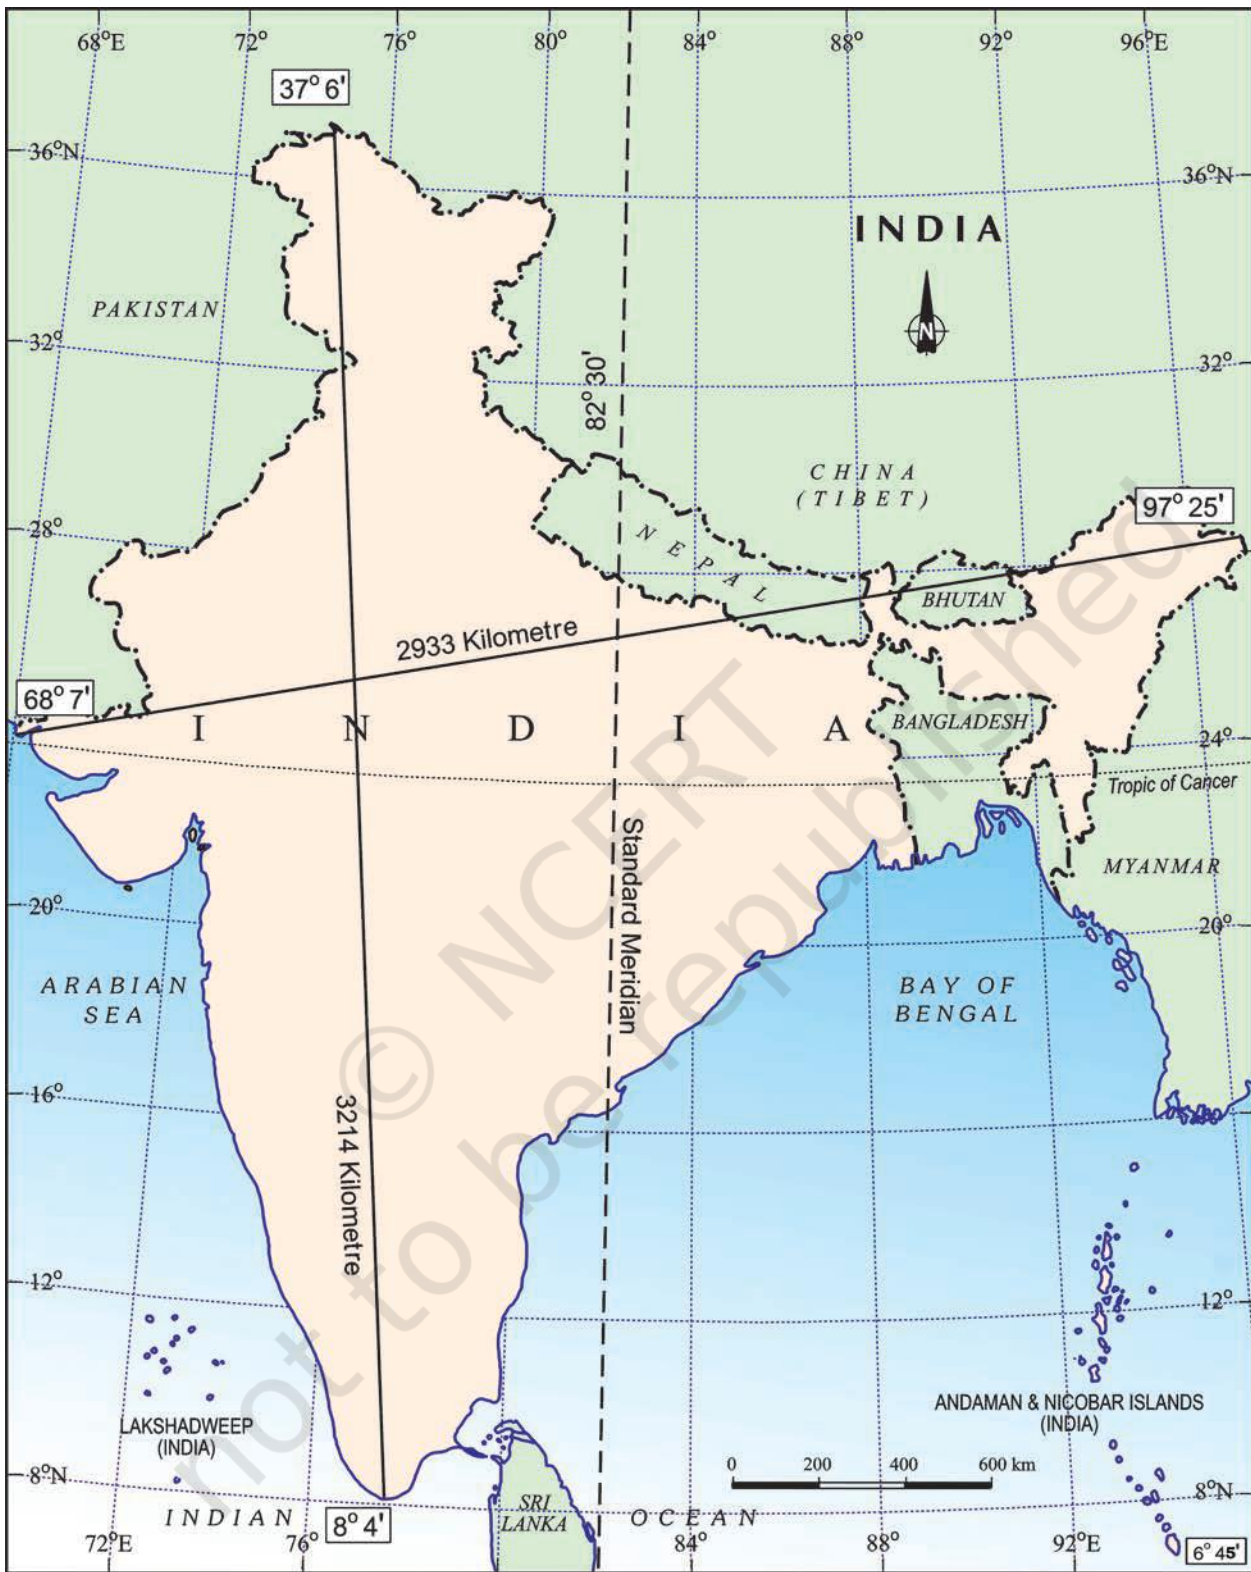 68°E 72° 76° 80° 84° 88° 92° 96°E
37° 6'
36°N
36°N
INDIA
PAKISTAN
N
32°
32°
82° 30'
CHINA
(TIBET)
97° 25'
28°
NEPAL
BHUTAN
2933 Kilometre
68° 7'
INDIA
BANGLADESH
24°
Tropic of Cancer
Standard Meridian
MYANMAR
20°
20°
ARABIAN
SEA
BAY OF
BENGAL
16°
3214 Kilometre
12°
12°
LAKSHADWEEP
(INDIA)
ANDAMAN & NICOBAR ISLANDS
(INDIA)
0 200 400 600 km
8°N
8°N
INDIAN OCEAN
8° 4'
SRI
LANKA
72°E 76° 84° 88° 92°E
6° 45'
© NCERT
not to be republished